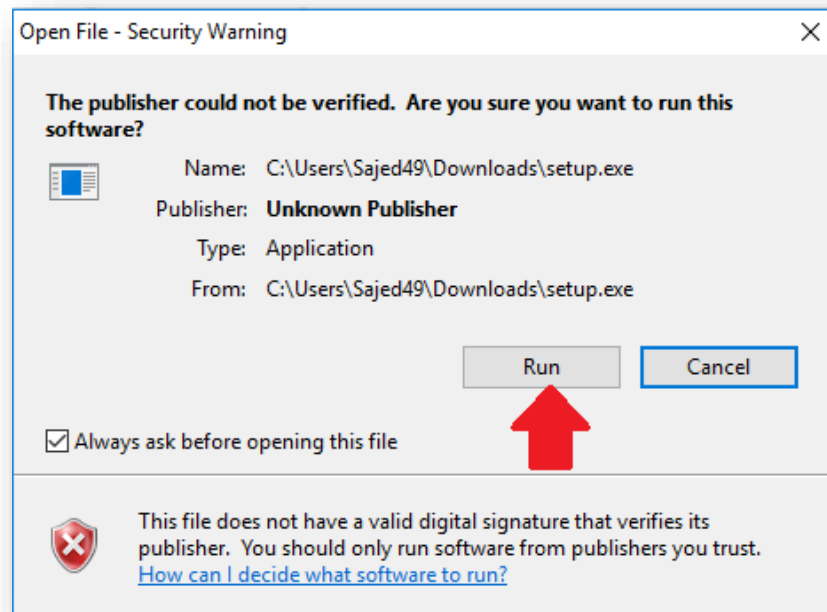 Open File - Security Warning
The publisher could not be verified.  Are you sure you want to run this
software?
Name: C:\Users\Sajed49\Downloads\setup.exe
Publisher: Unknown Publisher
Type: Application
From: C:\Users\Sajed49\Downloads\setup.exe
Run Cancel
Always ask before opening this file
This file does not have a valid digital signature that verifies its
publisher.  You should only run software from publishers you trust.
How can I decide what software to run?